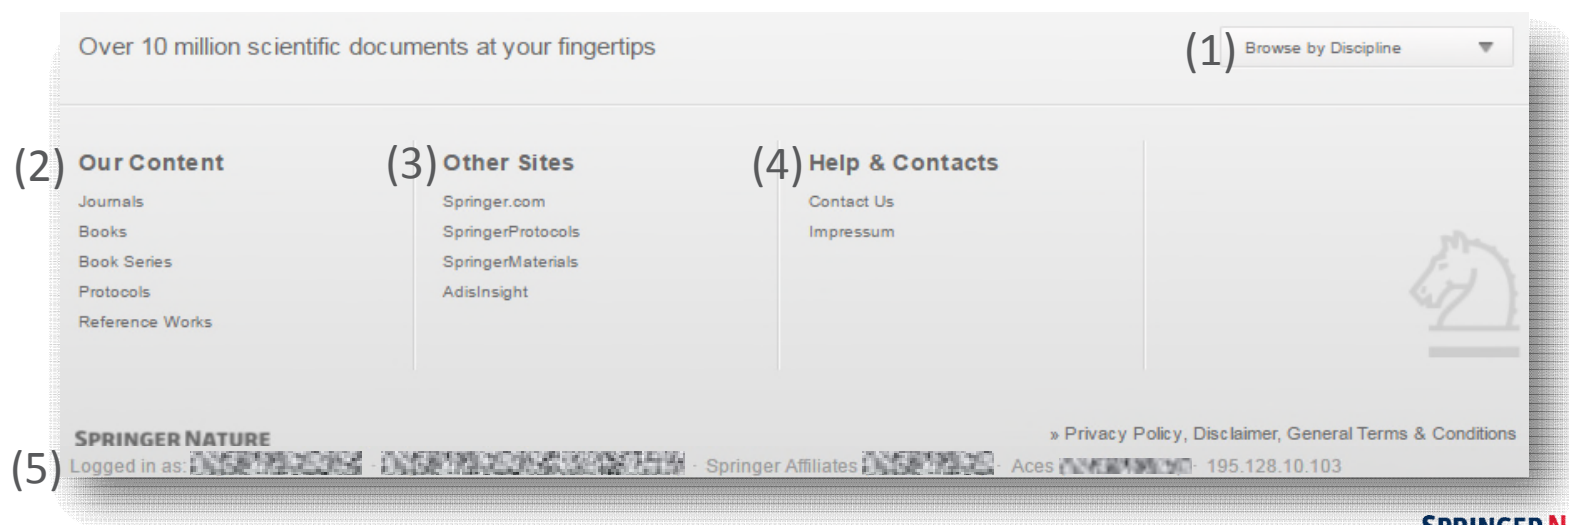 Over 10 million scientific documents at your fingertips
(1) Browse by Discipline
(2) Our Content
Journals
Books
Book Series
Protocols
Reference Works
(3) Other Sites
Springer.com
SpringerProtocols
SpringerMaterials
AdisInsight
(4) Help & Contacts
Contact Us
Impressum
SPRINGER NATURE
» Privacy Policy, Disclaimer, General Terms & Conditions
(5) Logged in as: · · Springer Affiliates · Aces · 195.128.10.103
SPRINGER N